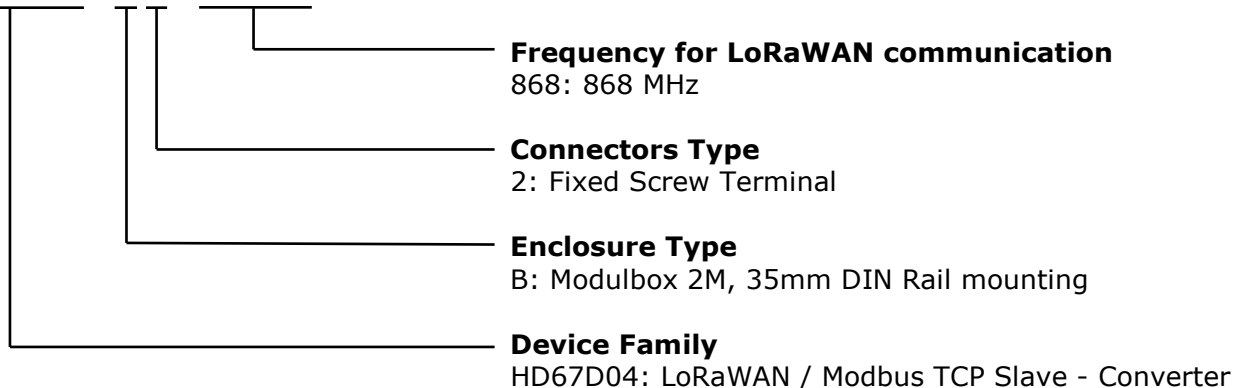 Frequency for LoRaWAN communication
868: 868 MHz
Connectors Type
2: Fixed Screw Terminal
Enclosure Type
B: Modulbox 2M, 35mm DIN Rail mounting
Device Family
HD67D04: LoRaWAN / Modbus TCP Slave - Converter